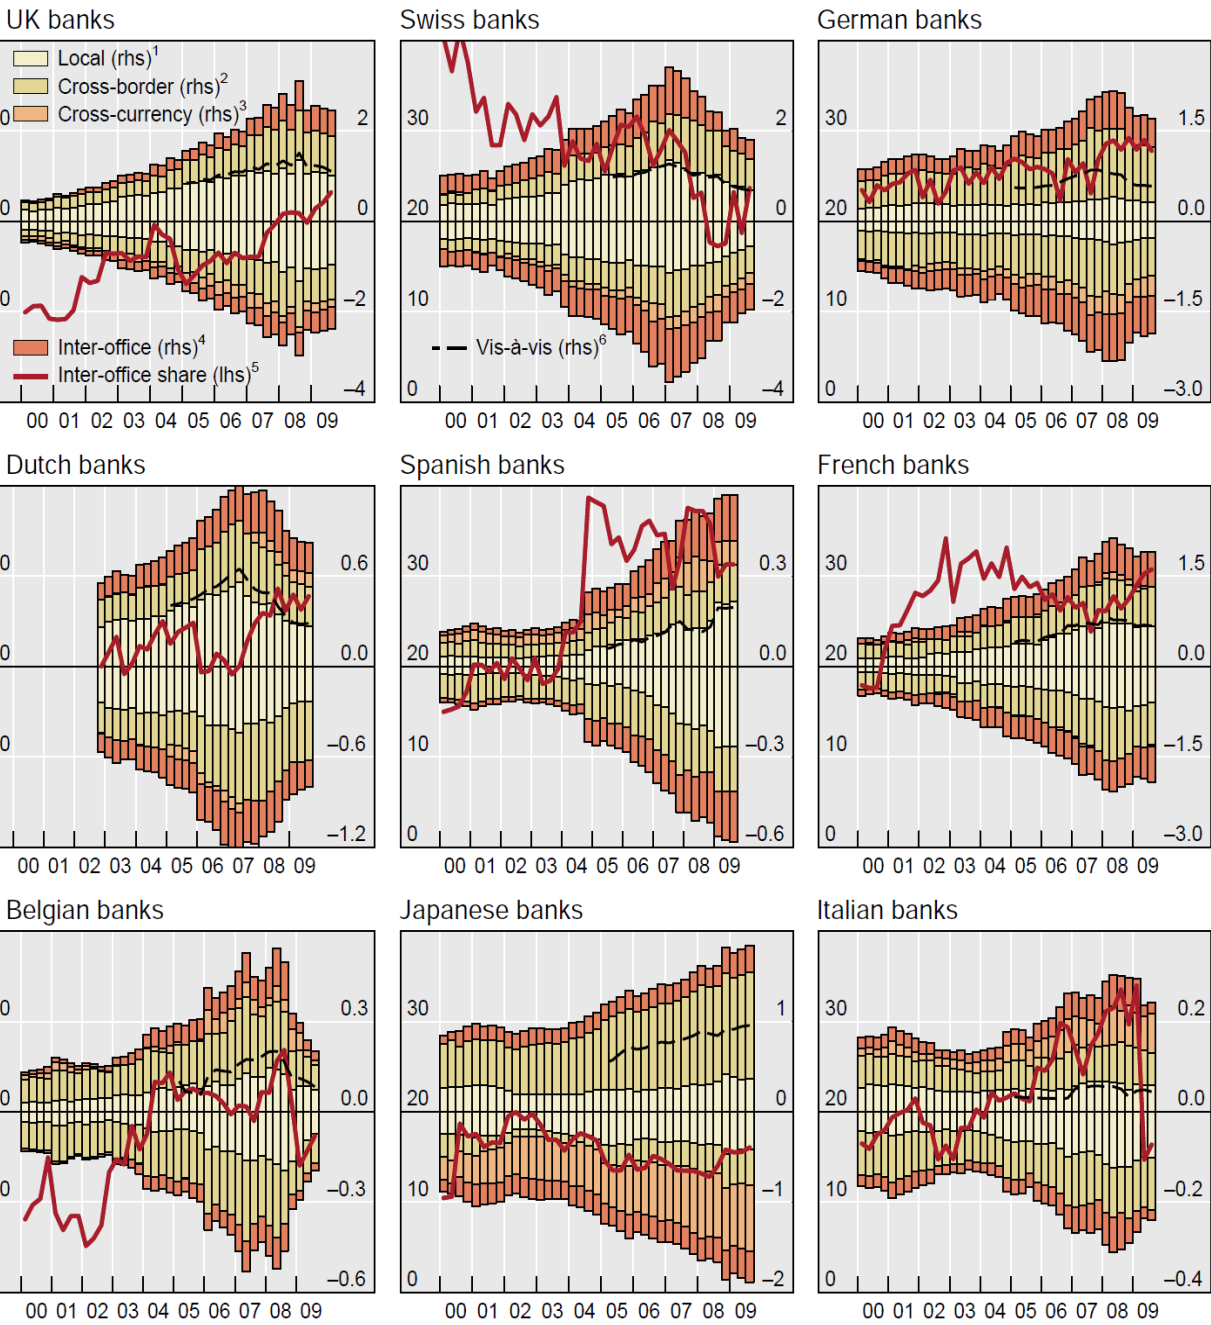 UK banks
Local (rhs)1
Cross-border (rhs)2
Cross-currency (rhs)3
Inter-office (rhs)4
Inter-office share (lhs)5
0 2
0 0
0 –2
–4
00 01 02 03 04 05 06 07 08 09
Swiss banks
Vis-à-vis (rhs)6
30 2
20 0
10 –2
0 –4
00 01 02 03 04 05 06 07 08 09
German banks
30 1.5
20 0.0
10 –1.5
0 –3.0
00 01 02 03 04 05 06 07 08 09
Dutch banks
0 0.6
0 0.0
0 –0.6
–1.2
00 01 02 03 04 05 06 07 08 09
Spanish banks
30 0.3
20 0.0
10 –0.3
0 –0.6
00 01 02 03 04 05 06 07 08 09
French banks
30 1.5
20 0.0
10 –1.5
0 –3.0
00 01 02 03 04 05 06 07 08 09
Belgian banks
0 0.3
0 0.0
0 –0.3
–0.6
00 01 02 03 04 05 06 07 08 09
Japanese banks
30 1
20 0
10 –1
0 –2
00 01 02 03 04 05 06 07 08 09
Italian banks
30 0.2
20 0.0
10 –0.2
0 –0.4
00 01 02 03 04 05 06 07 08 09